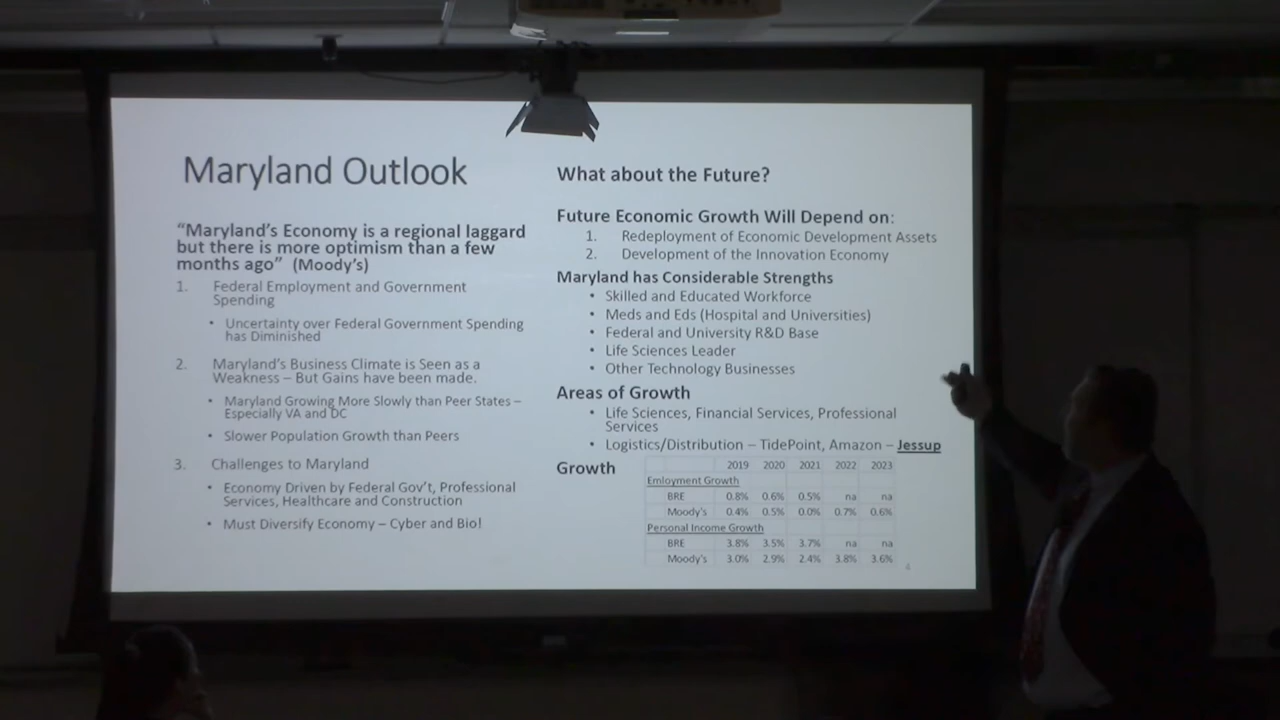 Maryland Outlook
“Maryland’s Economy is a regional laggard
but there is more optimism than a few
months ago” (Moody’s)
1. Federal Employment and Government
Spending
• Uncertainty over Federal Government Spending
has Diminished
2. Maryland’s Business Climate is Seen as a
Weakness – But Gains have been made.
• Maryland Growing More Slowly than Peer States –
Especially VA and DC
• Slower Population Growth than Peers
3. Challenges to Maryland
• Economy Driven by Federal Gov’t, Professional
Services, Healthcare and Construction
• Must Diversify Economy – Cyber and Bio!
What about the Future?
Future Economic Growth Will Depend on:
1. Redeployment of Economic Development Assets
2. Development of the Innovation Economy
Maryland has Considerable Strengths
• Skilled and Educated Workforce
• Meds and Eds (Hospital and Universities)
• Federal and University R&D Base
• Life Sciences Leader
• Other Technology Businesses
Areas of Growth
• Life Sciences, Financial Services, Professional
Services
• Logistics/Distribution – TidePoint, Amazon – Jessup
Growth
2019 2020 2021 2022 2023
Emloyment Growth
BRE 0.8% 0.6% 0.5% na na
Moody's 0.4% 0.5% 0.0% 0.7% 0.6%
Personal Income Growth
BRE 3.8% 3.5% 3.7% na na
Moody's 3.0% 2.9% 2.4% 3.8% 3.6%
4